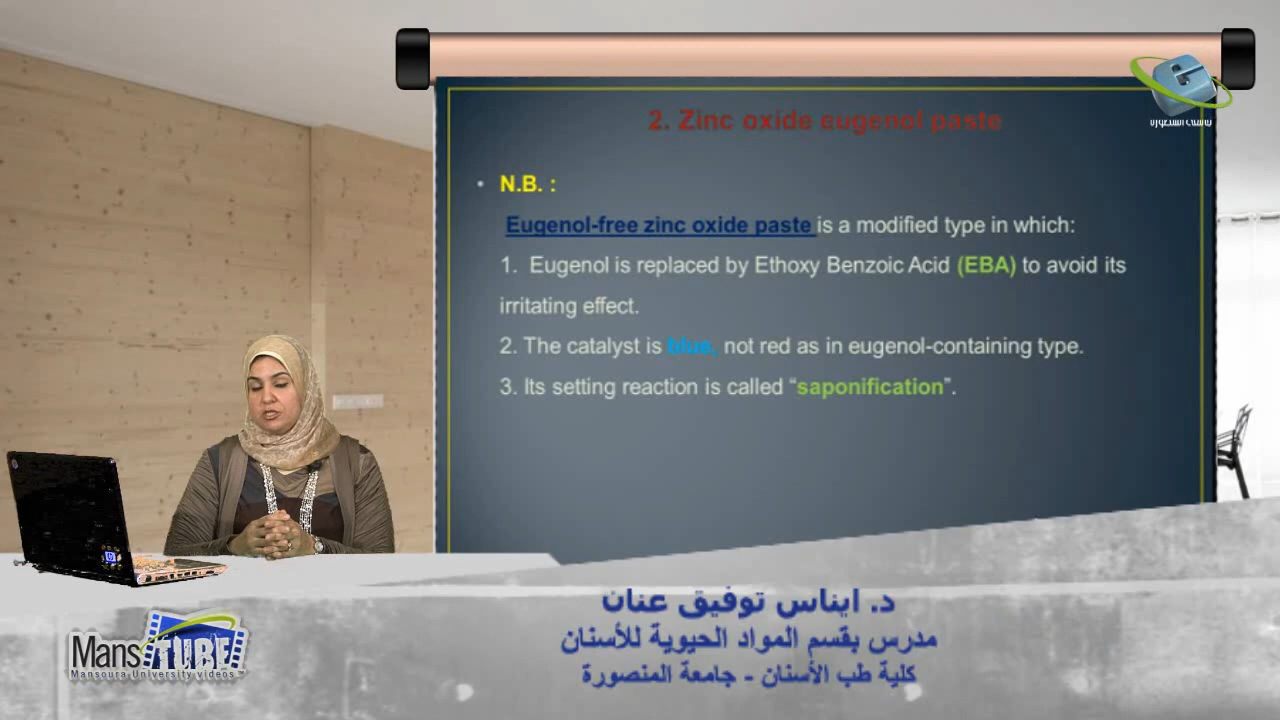 2. Zinc oxide eugenol paste
• N.B. :
Eugenol-free zinc oxide paste is a modified type in which:
1. Eugenol is replaced by Ethoxy Benzoic Acid (EBA) to avoid its
irritating effect.
2. The catalyst is blue, not red as in eugenol-containing type.
3. Its setting reaction is called “saponification”.
د. ايناس توفيق عنان
مدرس بقسم المواد الحيوية للأسنان
كلية طب الأسنان - جامعة المنصورة
Mans TUBE
Mansoura University videos